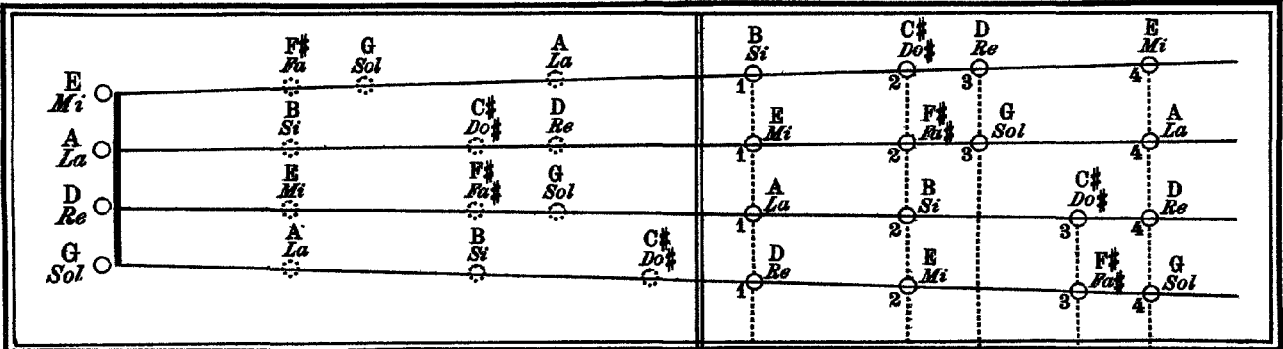 E F# G A B C# D E
Mi Fa Sol La Si Do# Re Mi
1 2 3 4
A B C# D E F# G A
La Si Do# Re Mi Fa# Sol La
1 2 3 4
D E F# G A B C# D
Re Mi Fa# Sol La Si Do# Re
1 2 3 4
G A B C# D E F# G
Sol La Si Do# Re Mi Fa# Sol
1 2 3 4